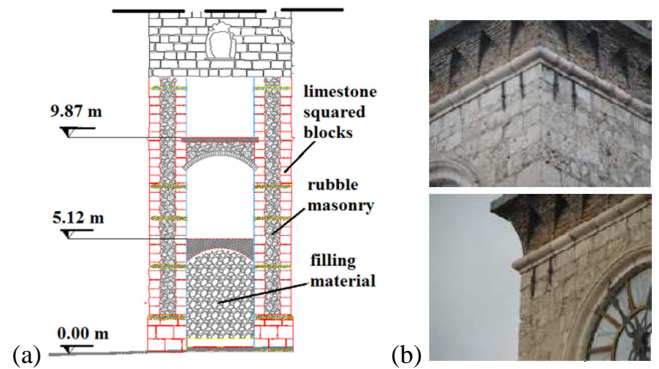 9.87 m
5.12 m
0.00 m
limestone
squared
blocks
rubble
masonry
filling
material
(a)
(b)